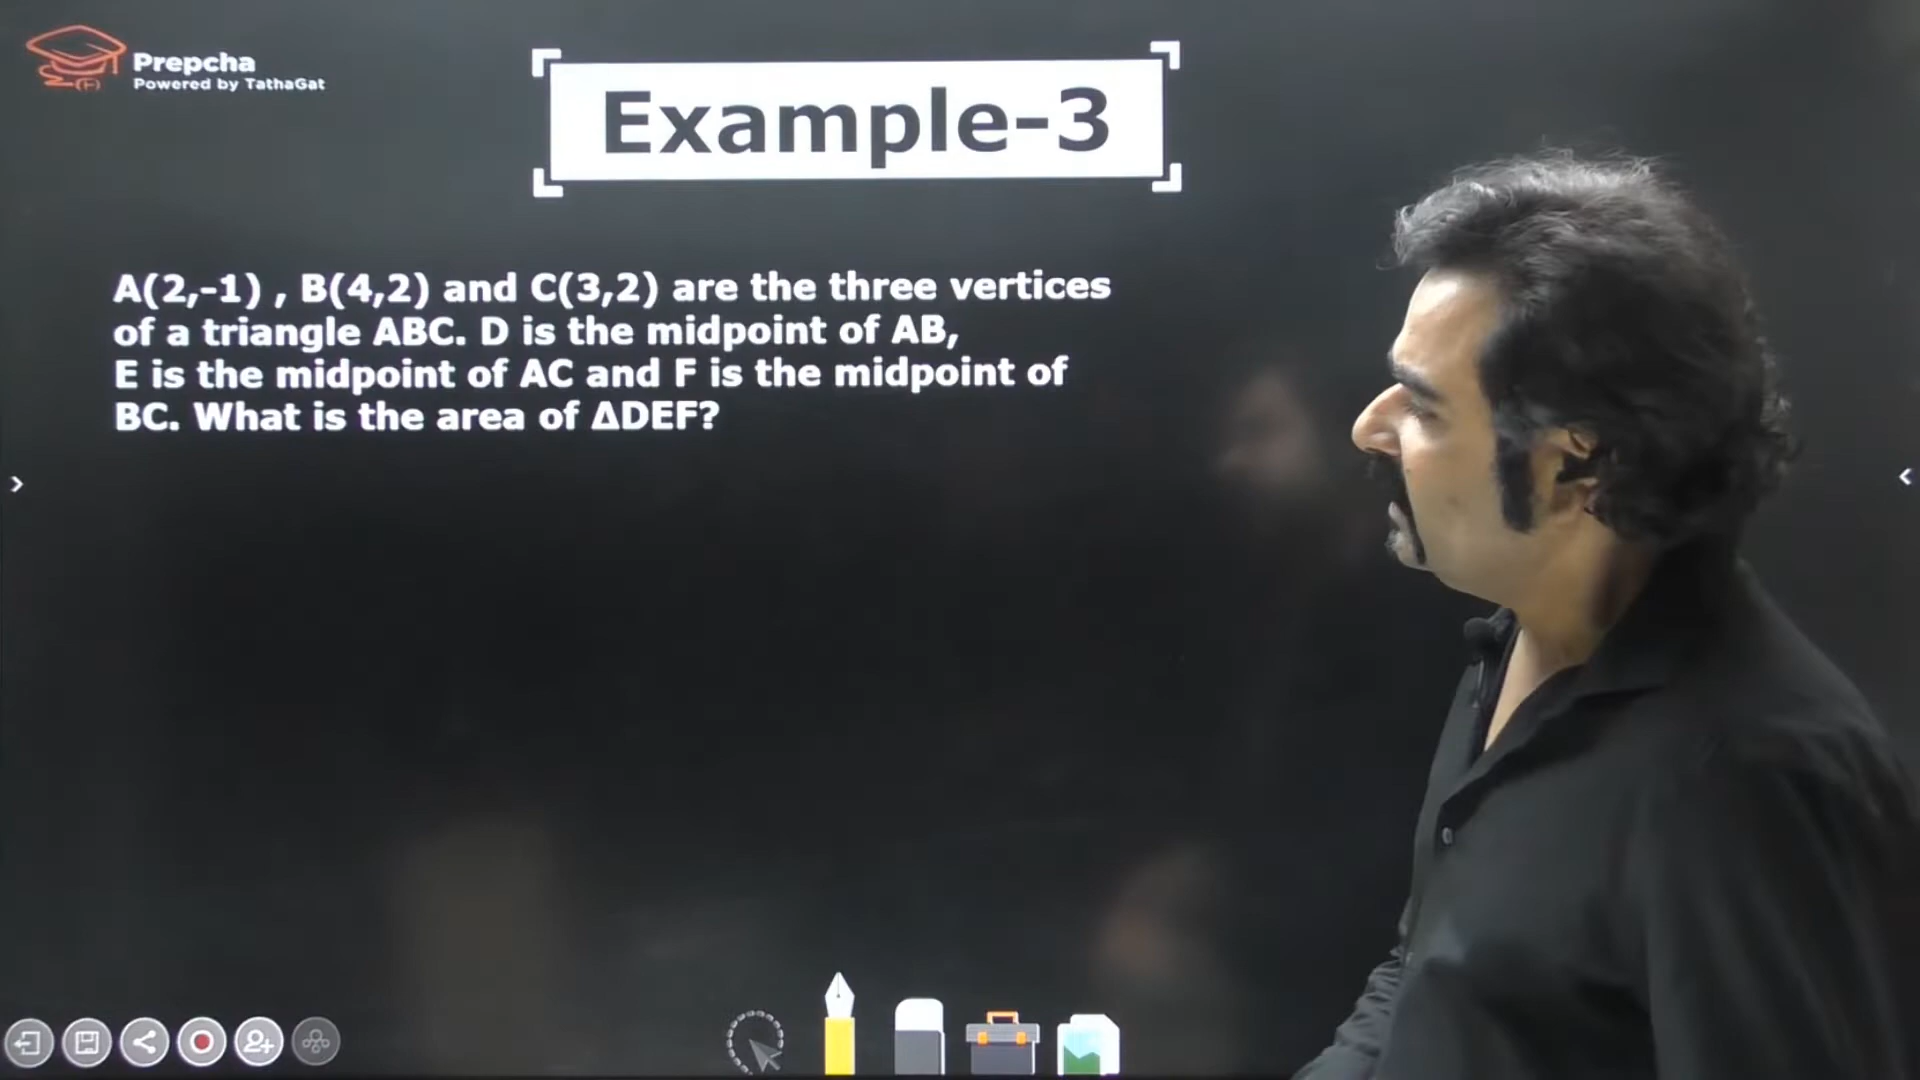 Prepcha
Powered by TathaGat
Example-3
A(2,-1) , B(4,2) and C(3,2) are the three vertices
of a triangle ABC. D is the midpoint of AB,
E is the midpoint of AC and F is the midpoint of
BC. What is the area of ΔDEF?